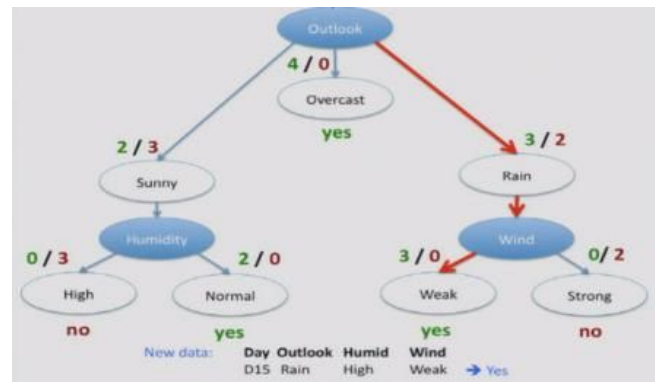 Outlook
4 / 0
Overcast
yes
2 / 3
3 / 2
Sunny
Rain
Humidity
Wind
0 / 3
2 / 0
3 / 0
0/ 2
High
Normal
Weak
Strong
no
yes
yes
no
New data: Day Outlook Humid Wind
D15 Rain High Weak → Yes